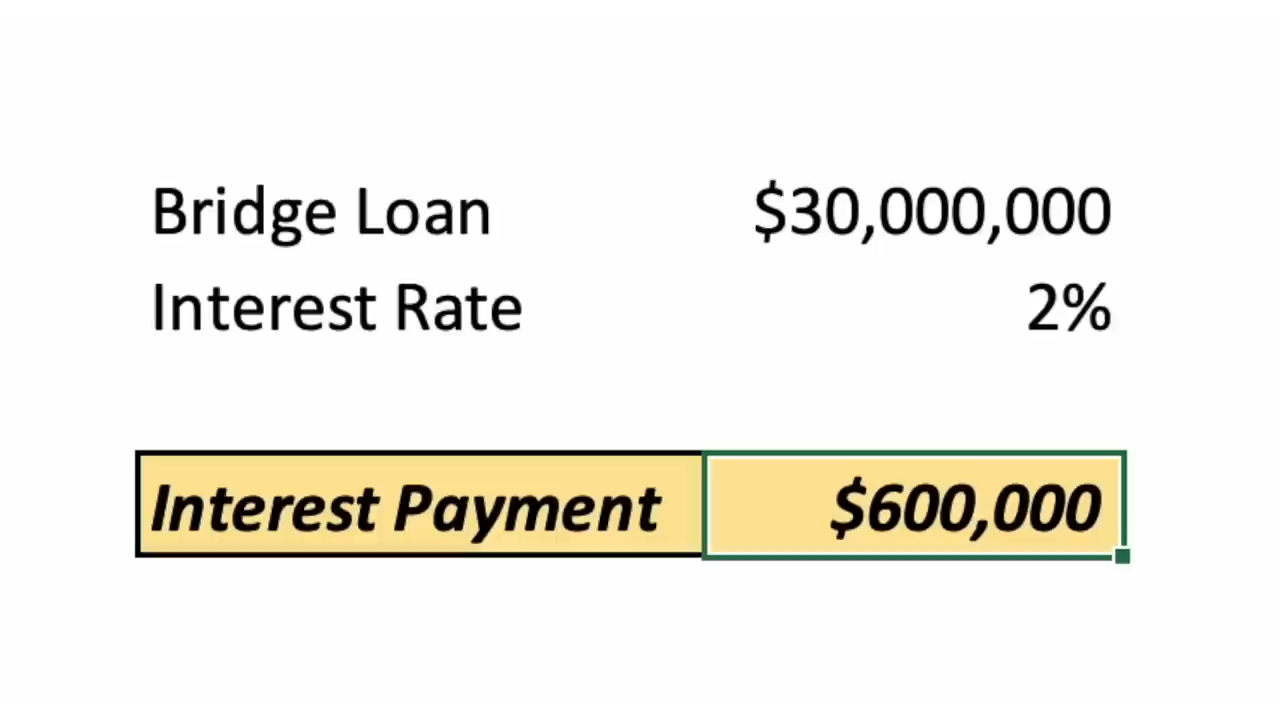 Bridge Loan $30,000,000
Interest Rate 2%
Interest Payment $600,000